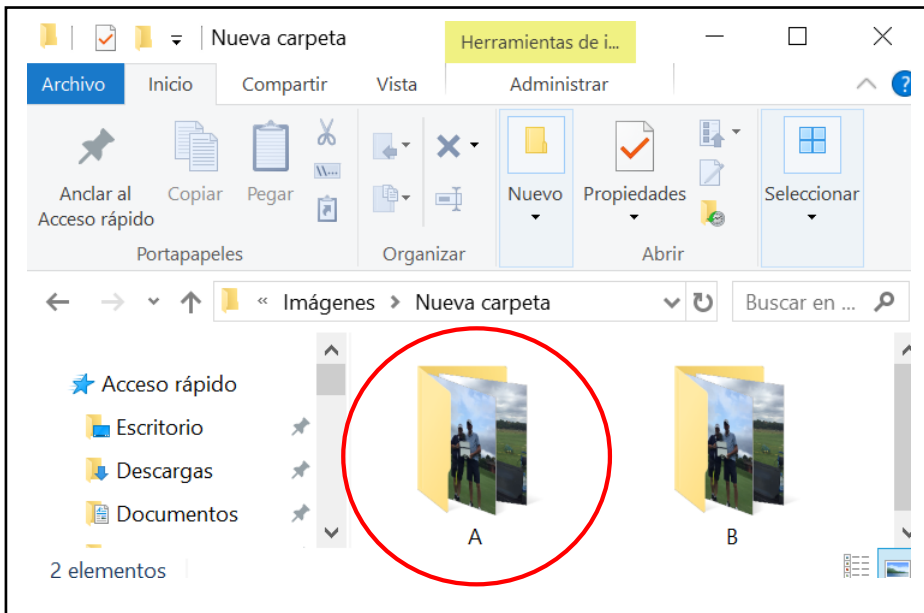 Nueva carpeta
Herramientas de i...
Archivo Inicio Compartir Vista Administrar
?
Anclar al
Acceso rápido
Copiar Pegar
Nuevo Propiedades Seleccionar
Portapapeles Organizar Abrir
« Imágenes > Nueva carpeta
Buscar en ...
Acceso rápido
Escritorio
Descargas
Documentos
A B
2 elementos